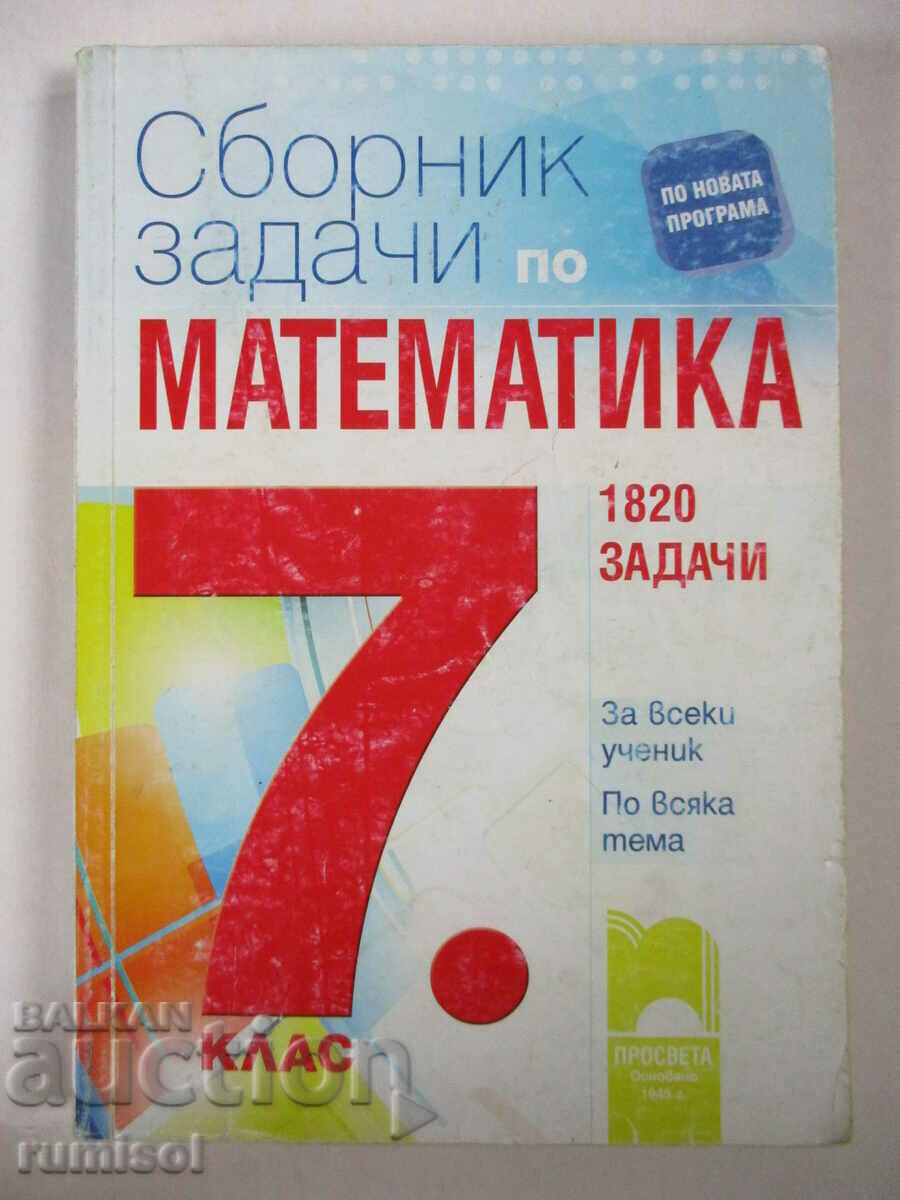 Сборник
задачи по
ПО НОВАТА
ПРОГРАМА
МАТЕМАТИКА
7.
КЛАС
1820
ЗАДАЧИ
За всеки
ученик
По всяка
тема
ПРОСВЕТА
Основано
1945 г.
BALKAN
auction
rumisol